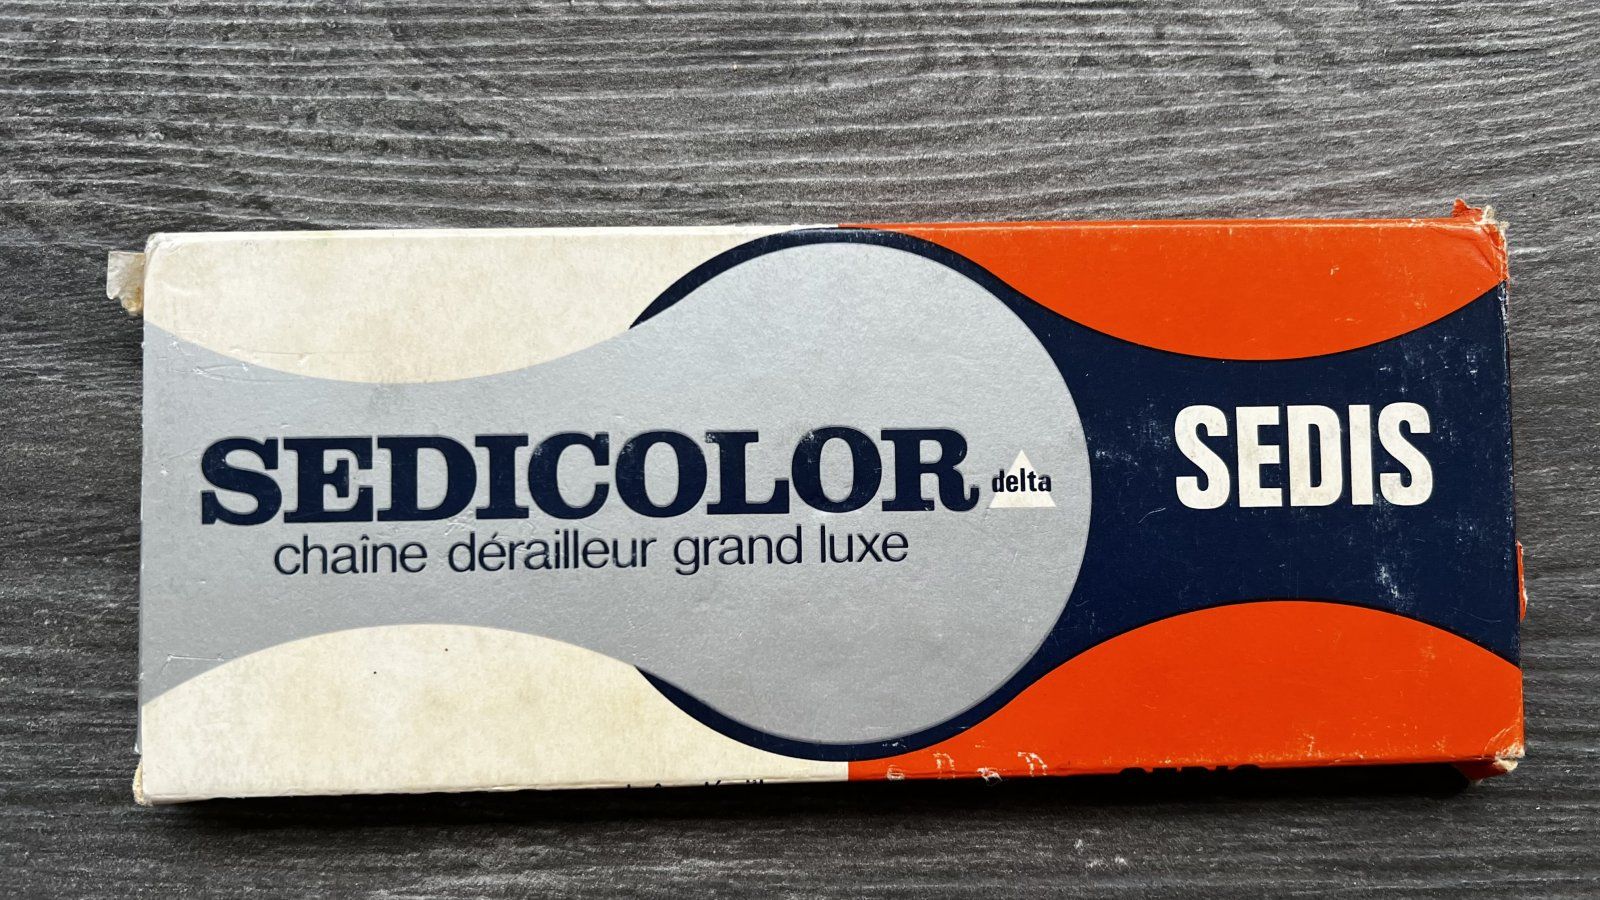 SEDICOLOR
delta
chaîne dérailleur grand luxe
SEDIS